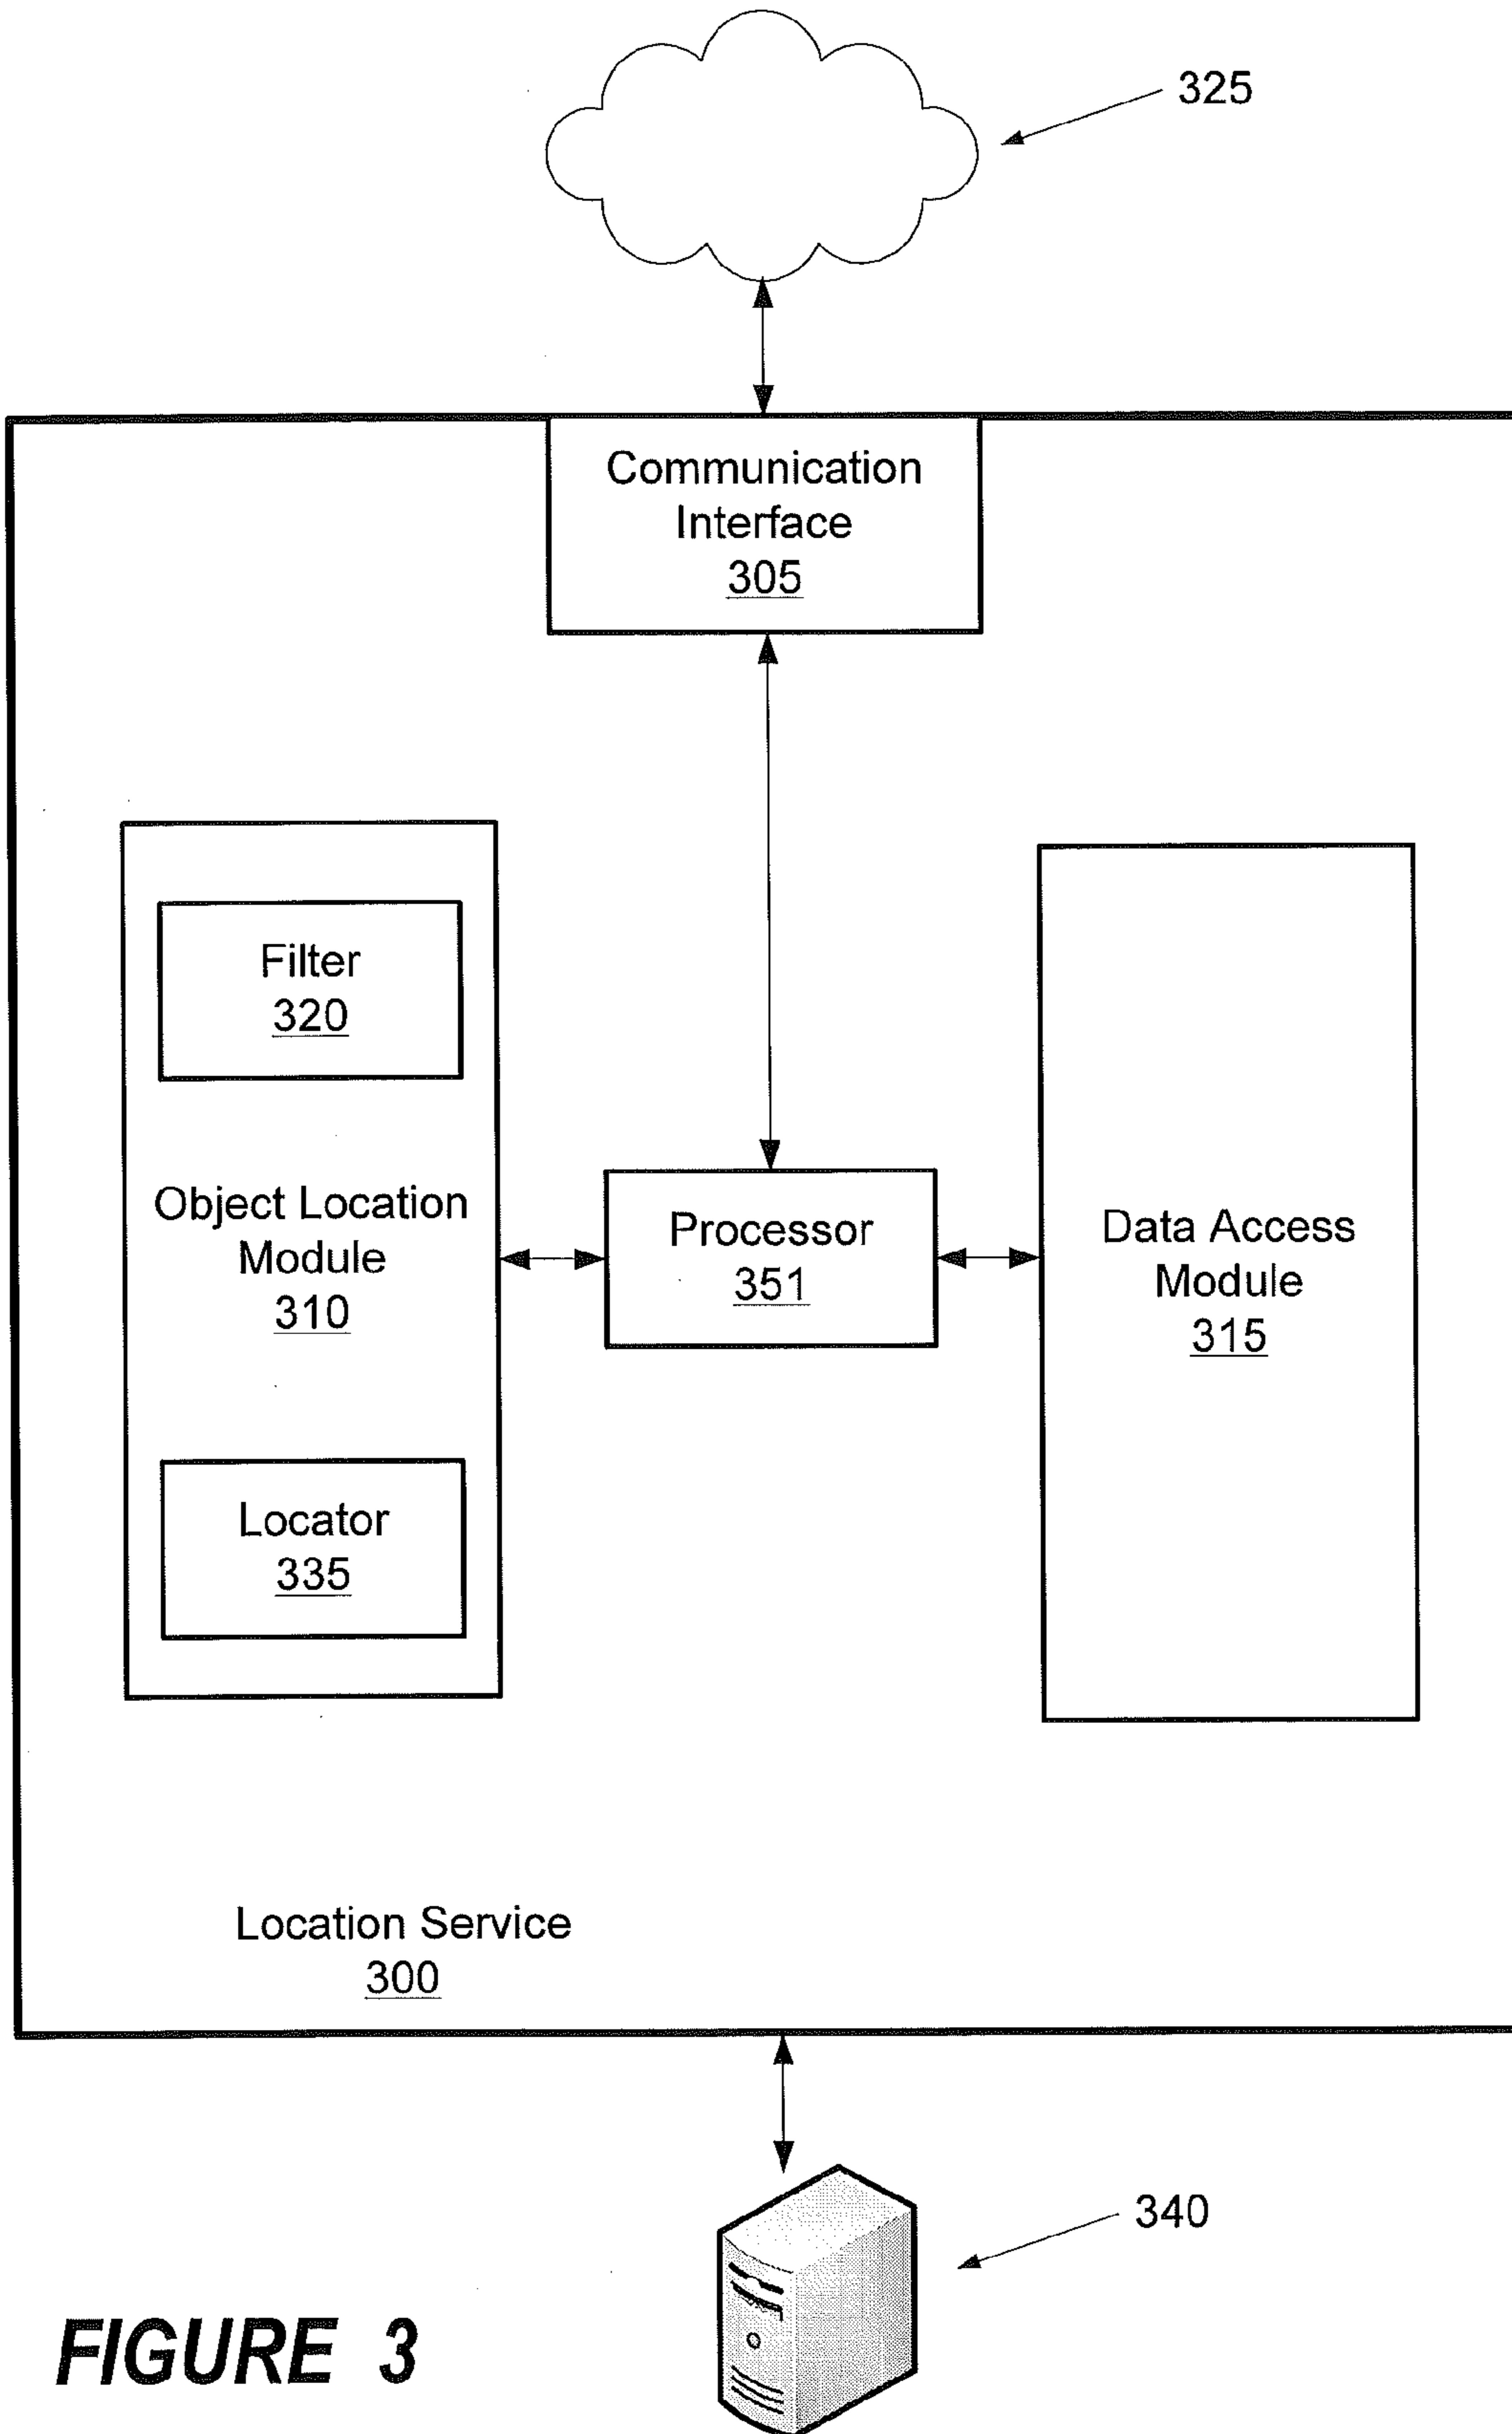 325
Communication
Interface
305
Filter
320
Object Location
Module
310
Processor
351
Data Access
Module
315
Locator
335
Location Service
300
340
FIGURE 3